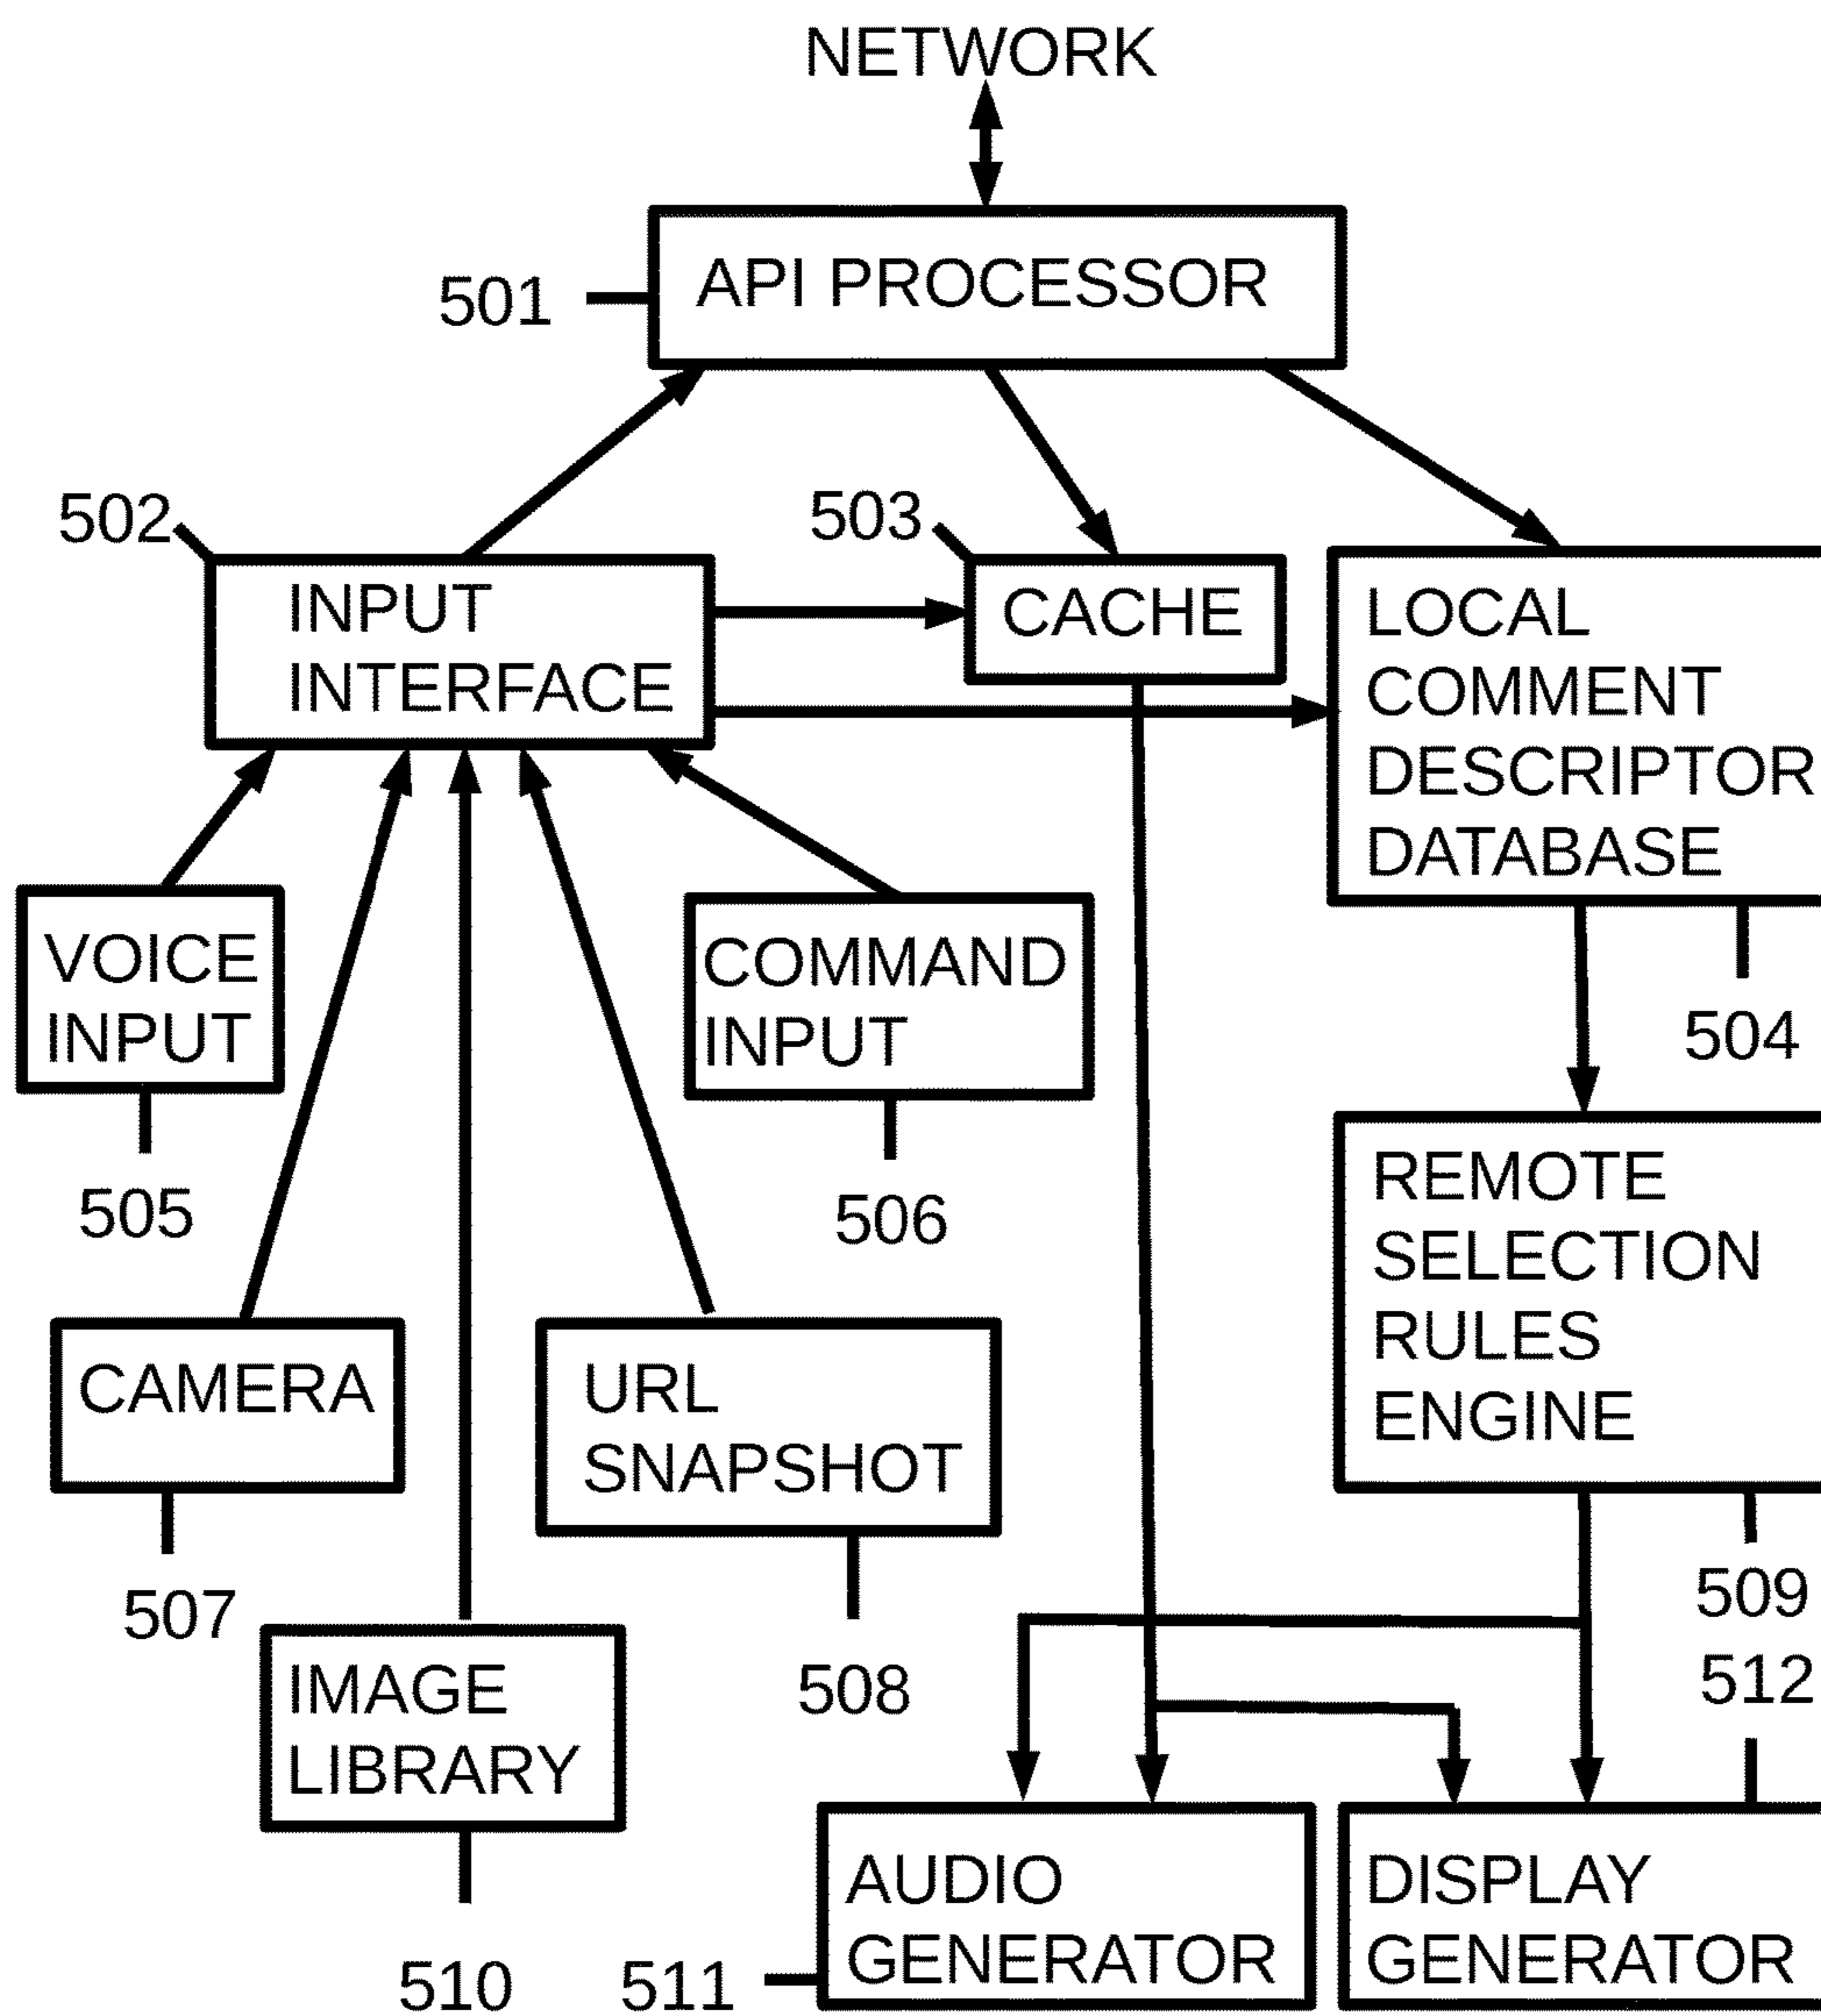 NETWORK
501
API PROCESSOR
502
503
INPUT
INTERFACE
CACHE
LOCAL
COMMENT
DESCRIPTOR
DATABASE
504
VOICE
INPUT
505
COMMAND
INPUT
506
REMOTE
SELECTION
RULES
ENGINE
509
CAMERA
507
URL
SNAPSHOT
508
IMAGE
LIBRARY
510
512
511
AUDIO
GENERATOR
DISPLAY
GENERATOR